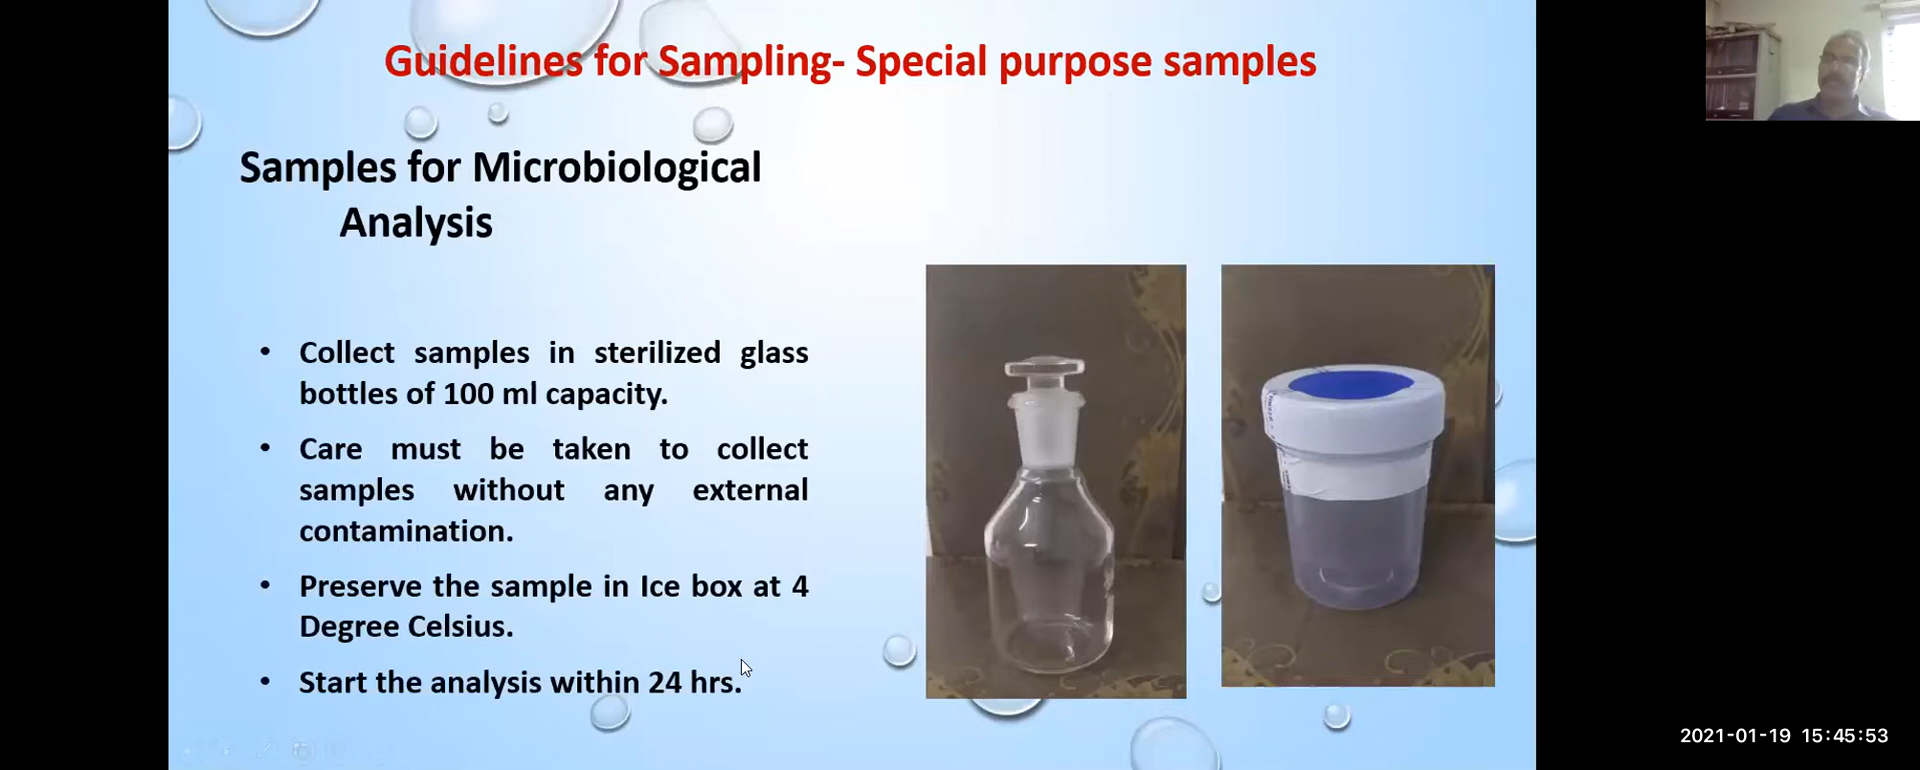 Guidelines for Sampling- Special purpose samples
Samples for Microbiological
Analysis
• Collect samples in sterilized glass
bottles of 100 ml capacity.
• Care must be taken to collect
samples without any external
contamination.
• Preserve the sample in Ice box at 4
Degree Celsius.
• Start the analysis within 24 hrs.
2021-01-19 15:45:53